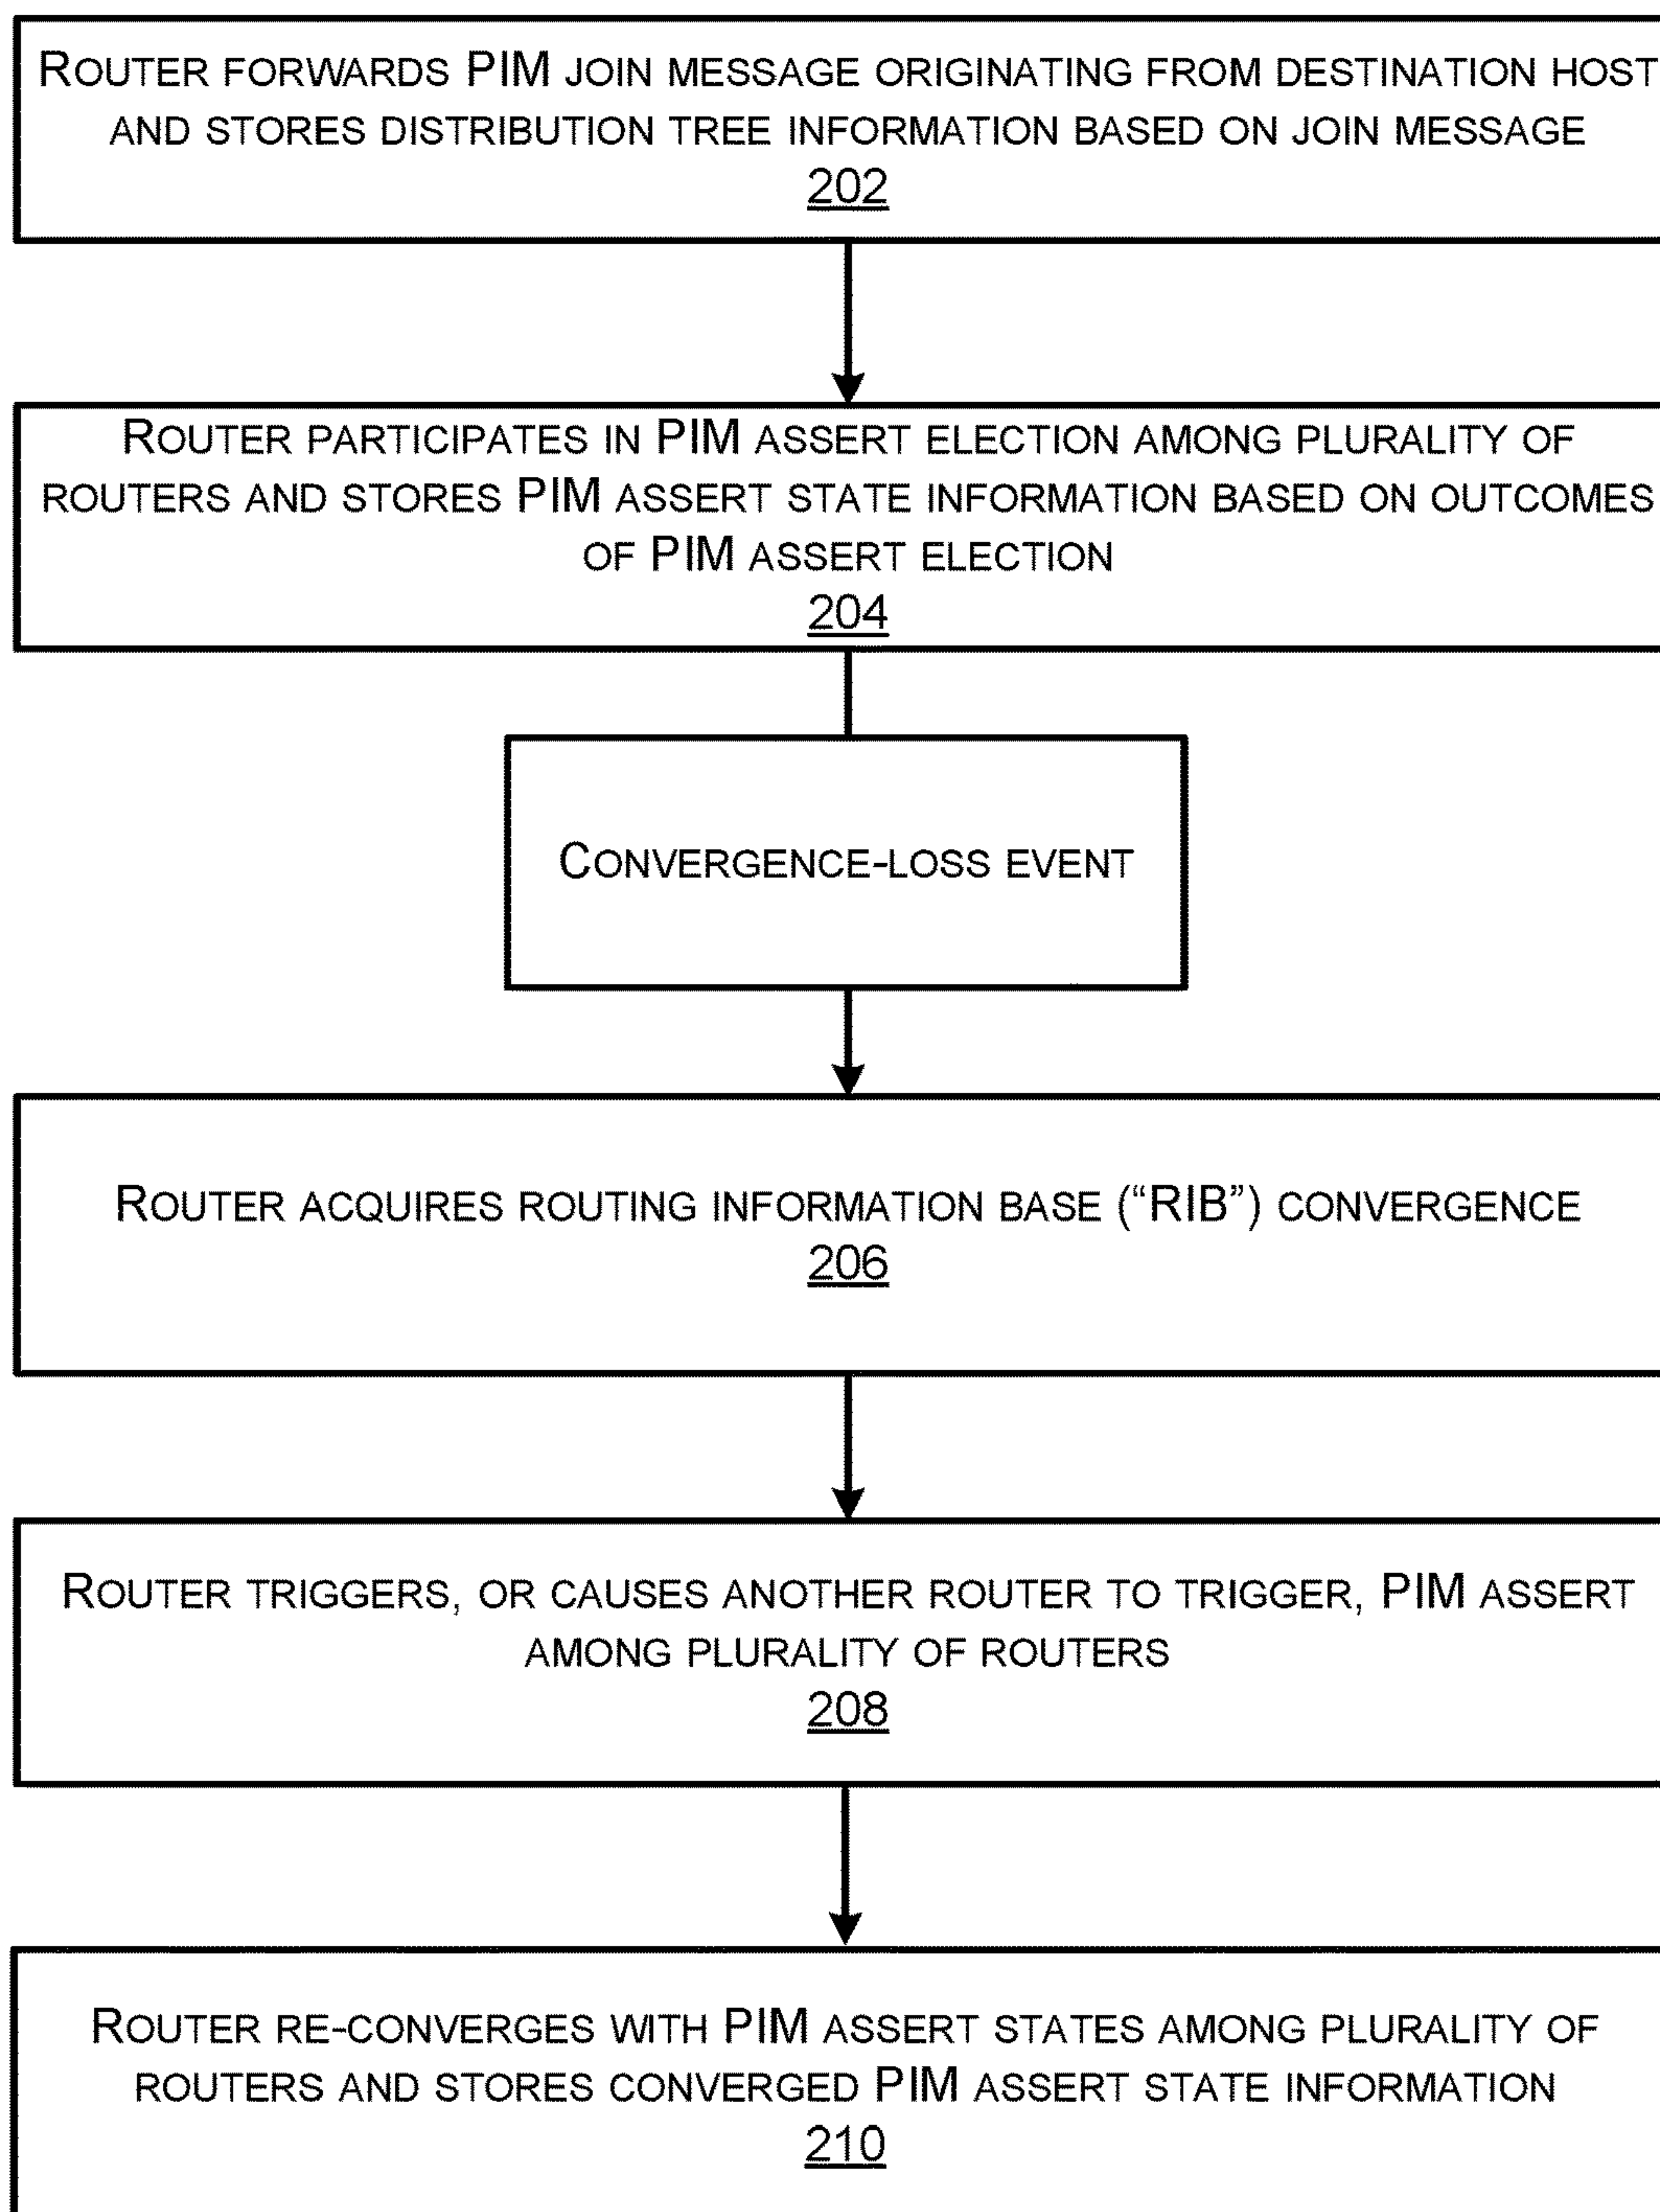 ROUTER FORWARDS PIM JOIN MESSAGE ORIGINATING FROM DESTINATION HOST
AND STORES DISTRIBUTION TREE INFORMATION BASED ON JOIN MESSAGE
202
ROUTER PARTICIPATES IN PIM ASSERT ELECTION AMONG PLURALITY OF
ROUTERS AND STORES PIM ASSERT STATE INFORMATION BASED ON OUTCOMES
OF PIM ASSERT ELECTION
204
CONVERGENCE-LOSS EVENT
ROUTER ACQUIRES ROUTING INFORMATION BASE (“RIB”) CONVERGENCE
206
ROUTER TRIGGERS, OR CAUSES ANOTHER ROUTER TO TRIGGER, PIM ASSERT
AMONG PLURALITY OF ROUTERS
208
ROUTER RE-CONVERGES WITH PIM ASSERT STATES AMONG PLURALITY OF
ROUTERS AND STORES CONVERGED PIM ASSERT STATE INFORMATION
210